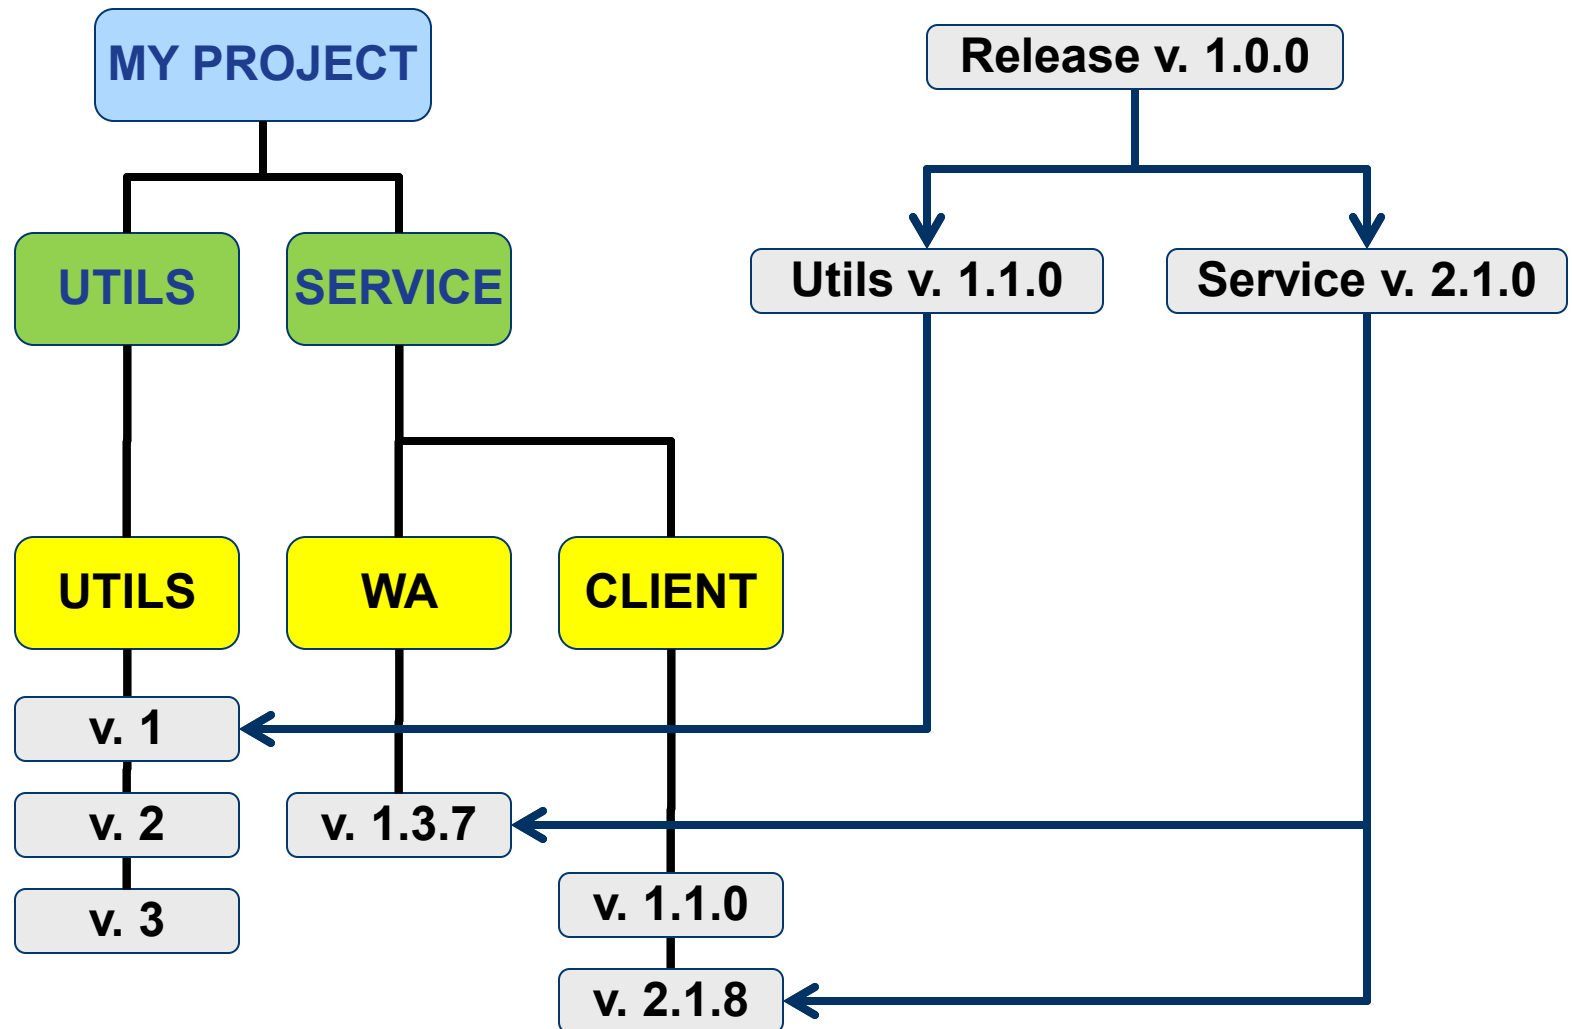 MY PROJECT
Release v. 1.0.0
UTILS
SERVICE
Utils v. 1.1.0
Service v. 2.1.0
UTILS
WA
CLIENT
v. 1
v. 2
v. 1.3.7
v. 3
v. 1.1.0
v. 2.1.8